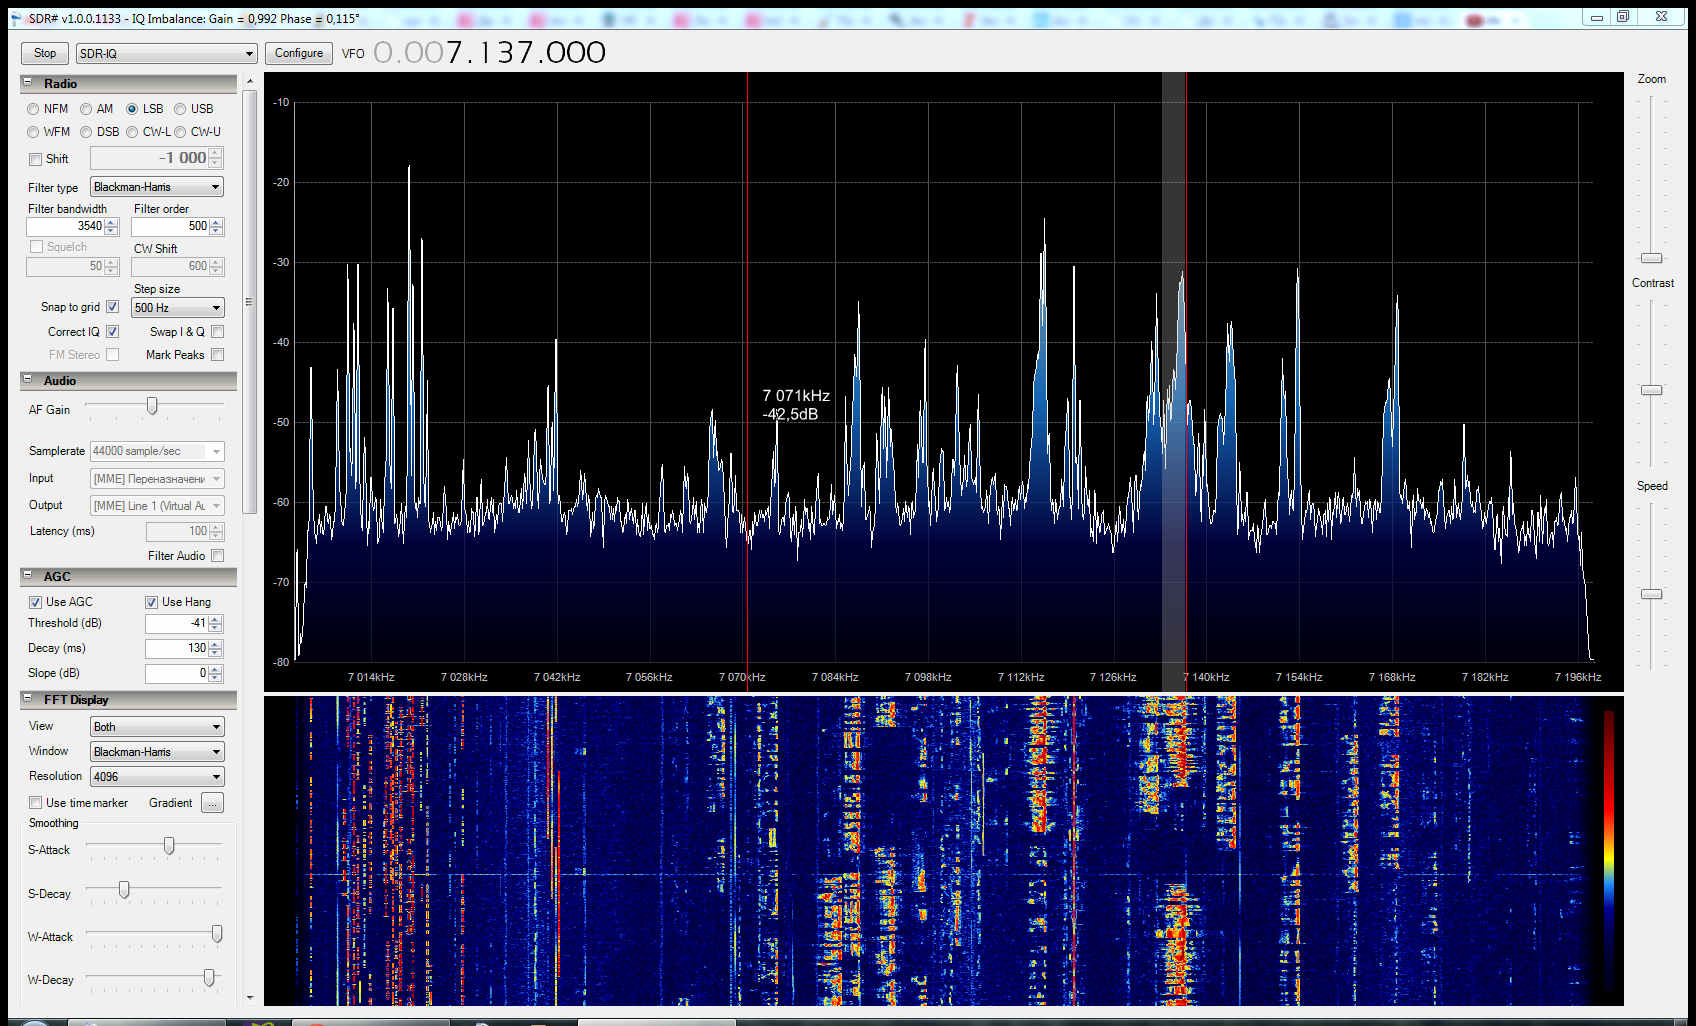 SDR# v1.0.0.1133 - IQ Imbalance: Gain = 0,992 Phase = 0,115°
Stop SDR-IQ Configure VFO 0.007.137.000
Radio
NFM AM LSB USB
WFM DSB CW-L CW-U
Shift -1 000
Filter type Blackman-Harris
Filter bandwidth Filter order
3540 500
Squelch CW Shift
50 600
Step size
Snap to grid 500 Hz
Correct IQ Swap I & Q
FM Stereo Mark Peaks
Audio
AF Gain
Samplerate 44000 sample/sec
Input [MME] Переназначени
Output [MME] Line 1 (Virtual Au
Latency (ms) 100
Filter Audio
AGC
Use AGC Use Hang
Threshold (dB) -41
Decay (ms) 130
Slope (dB) 0
FFT Display
View Both
Window Blackman-Harris
Resolution 4096
Use time marker Gradient ...
Smoothing
S-Attack
S-Decay
W-Attack
W-Decay
-10
-20
-30
-40
-50
-60
-70
-80
7 071kHz
-42,5dB
7 014kHz 7 028kHz 7 042kHz 7 056kHz 7 070kHz 7 084kHz 7 098kHz 7 112kHz 7 126kHz 7 140kHz 7 154kHz 7 168kHz 7 182kHz 7 196kHz
Zoom
Contrast
Speed